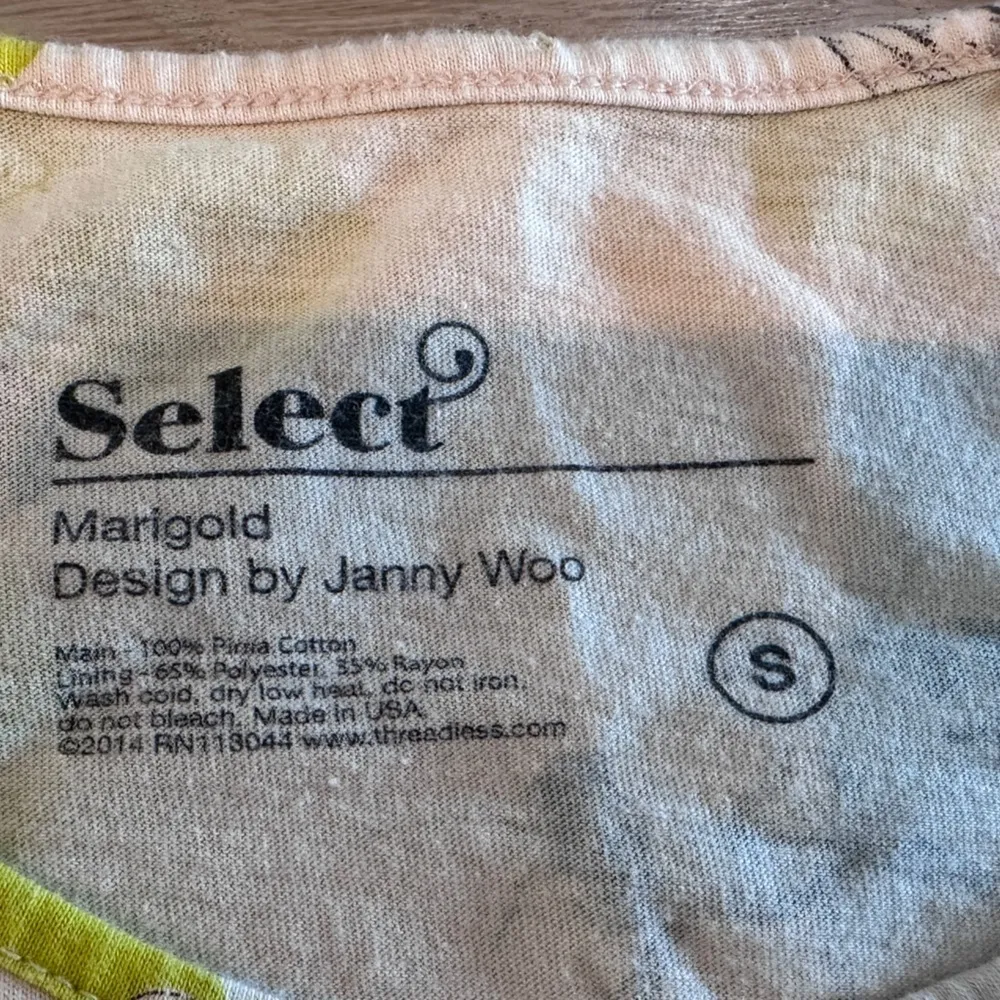 Select
Marigold
Design by Janny Woo
Main - 100% Pima Cotton
Lining - 65% Polyester, 35% Rayon
Wash cold, dry low heat, do not iron,
do not bleach. Made in USA
©2014 RN113044 www.threadless.com
S